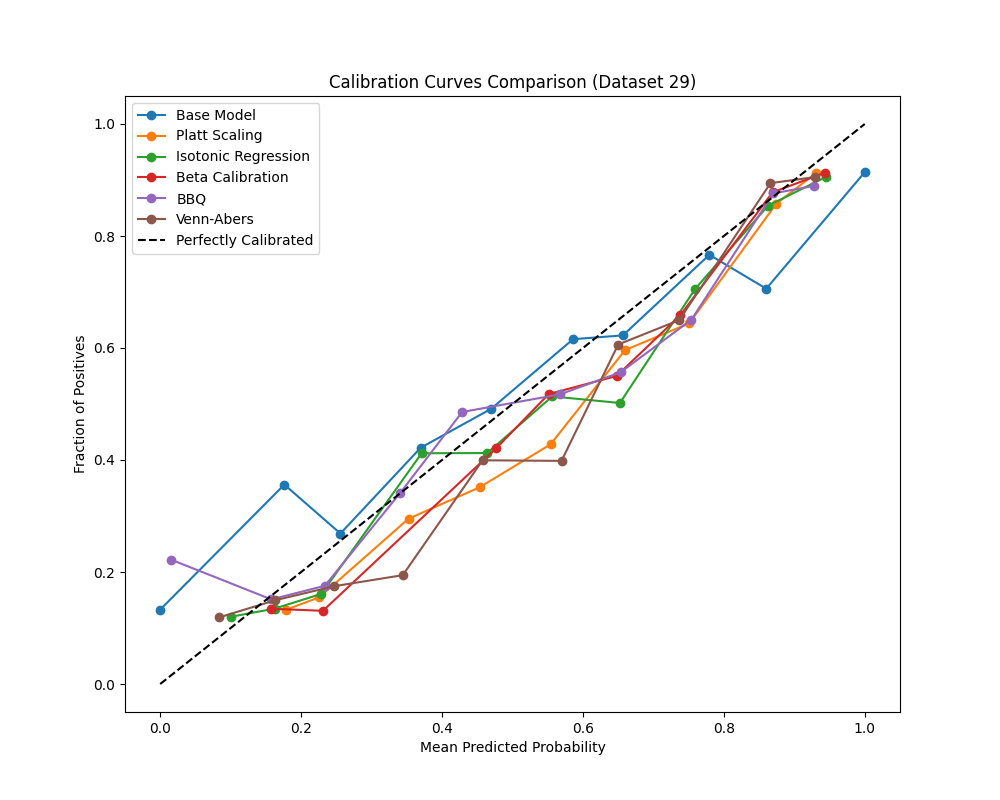 Calibration Curves Comparison (Dataset 29)
Base Model
Platt Scaling
Isotonic Regression
Beta Calibration
BBQ
Venn-Abers
Perfectly Calibrated
1.0
0.8
0.6
0.4
0.2
0.0
Fraction of Positives
0.0 0.2 0.4 0.6 0.8 1.0
Mean Predicted Probability